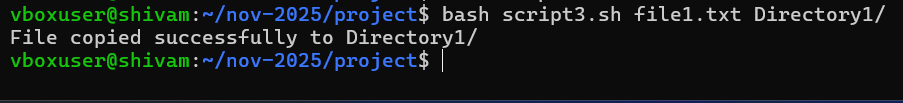 vboxuser@shivam:~/nov-2025/project$ bash script3.sh file1.txt Directory1/
File copied successfully to Directory1/
vboxuser@shivam:~/nov-2025/project$